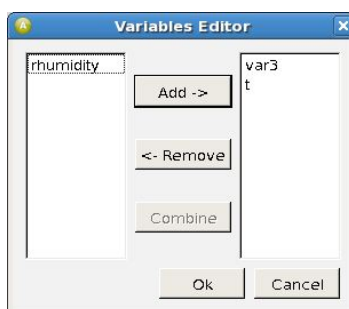 Variables Editor
rhumidity
Add ->
<- Remove
Combine
var3
t
Ok
Cancel